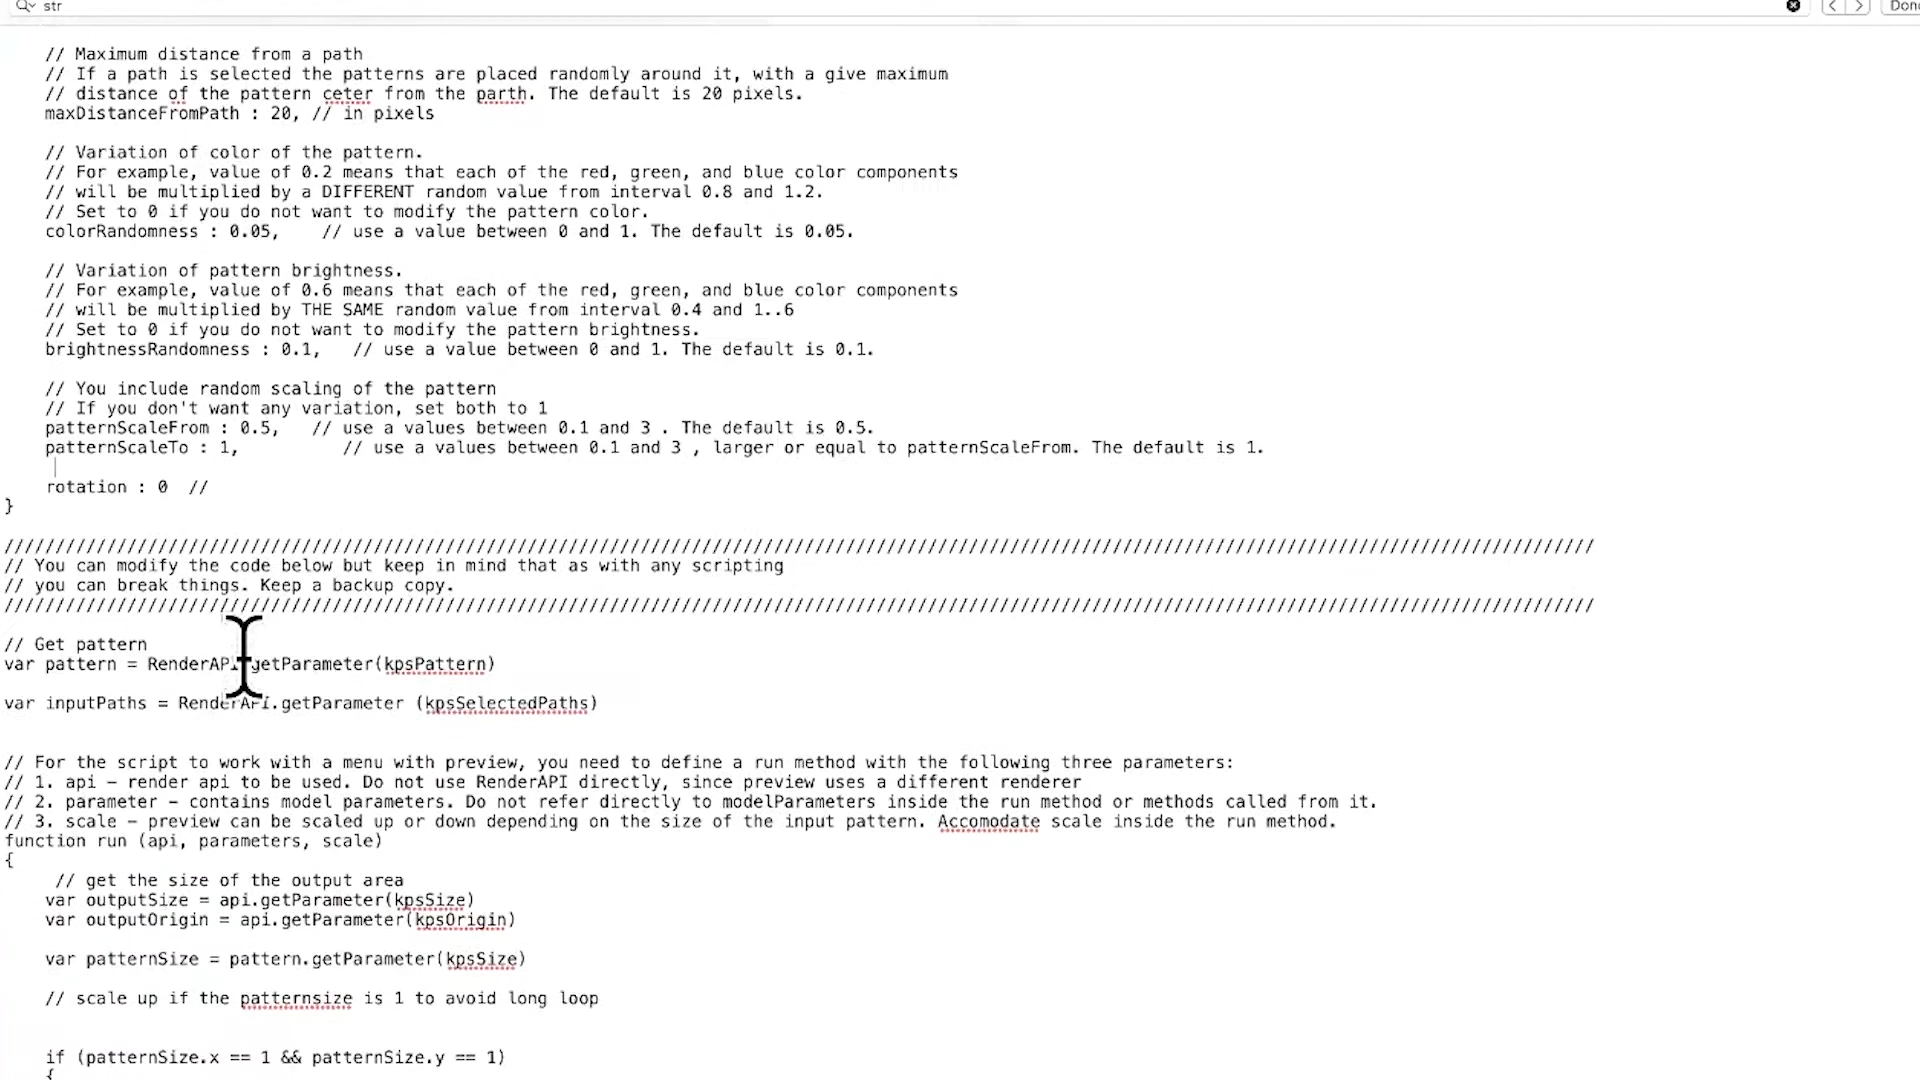 str
Done
// Maximum distance from a path
// If a path is selected the patterns are placed randomly around it, with a give maximum
// distance of the pattern ceter from the parth. The default is 20 pixels.
maxDistanceFromPath : 20, // in pixels
// Variation of color of the pattern.
// For example, value of 0.2 means that each of the red, green, and blue color components
// will be multiplied by a DIFFERENT random value from interval 0.8 and 1.2.
// Set to 0 if you do not want to modify the pattern color.
colorRandomness : 0.05,    // use a value between 0 and 1. The default is 0.05.
// Variation of pattern brightness.
// For example, value of 0.6 means that each of the red, green, and blue color components
// will be multiplied by THE SAME random value from interval 0.4 and 1..6
// Set to 0 if you do not want to modify the pattern brightness.
brightnessRandomness : 0.1,   // use a value between 0 and 1. The default is 0.1.
// You include random scaling of the pattern
// If you don't want any variation, set both to 1
patternScaleFrom : 0.5,   // use a values between 0.1 and 3 . The default is 0.5.
patternScaleTo : 1,          // use a values between 0.1 and 3 , larger or equal to patternScaleFrom. The default is 1.
rotation : 0  //
}
///////////////////////////////////////////////////////////////////////////////////////////////////////////////////////////////////////////////////////////
// You can modify the code below but keep in mind that as with any scripting
// you can break things. Keep a backup copy.
///////////////////////////////////////////////////////////////////////////////////////////////////////////////////////////////////////////////////////////
// Get pattern
var pattern = RenderAPI.getParameter(kpsPattern)
var inputPaths = RenderAPI.getParameter (kpsSelectedPaths)
// For the script to work with a menu with preview, you need to define a run method with the following three parameters:
// 1. api – render api to be used. Do not use RenderAPI directly, since preview uses a different renderer
// 2. parameter – contains model parameters. Do not refer directly to modelParameters inside the run method or methods called from it.
// 3. scale – preview can be scaled up or down depending on the size of the input pattern. Accomodate scale inside the run method.
function run (api, parameters, scale)
{
// get the size of the output area
var outputSize = api.getParameter(kpsSize)
var outputOrigin = api.getParameter(kpsOrigin)
var patternSize = pattern.getParameter(kpsSize)
// scale up if the patternsize is 1 to avoid long loop
if (patternSize.x == 1 && patternSize.y == 1)
{